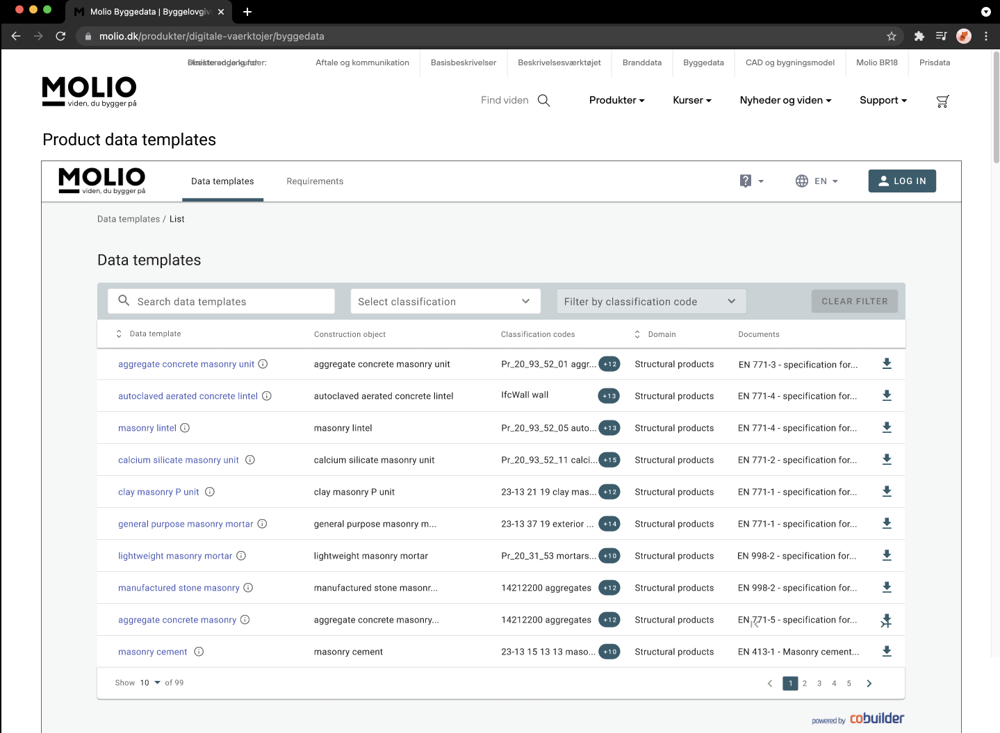 Molio Byggedata | Byggelovgiv
molio.dk/produkter/digitale-vaerktojer/byggedata
Aftale og kommunikation
Basisbeskrivelser
Beskrivelsesværktøjet
Branddata
Byggedata
CAD og bygningsmodel
Molio BR18
Prisdata
MOLIO
viden, du bygger på
Find viden
Produkter
Kurser
Nyheder og viden
Support
Product data templates
MOLIO
viden, du bygger på
Data templates
Requirements
EN
LOG IN
Data templates / List
Data templates
Search data templates
Select classification
Filter by classification code
CLEAR FILTER
Data template Construction object Classification codes Domain Documents
aggregate concrete masonry unit aggregate concrete masonry unit Pr_20_93_52_01 aggr... +12 Structural products EN 771-3 - specification for...
autoclaved aerated concrete lintel autoclaved aerated concrete lintel IfcWall wall +13 Structural products EN 771-4 - specification for...
masonry lintel masonry lintel Pr_20_93_52_05 auto... +13 Structural products EN 771-4 - specification for...
calcium silicate masonry unit calcium silicate masonry unit Pr_20_93_52_11 calci... +15 Structural products EN 771-2 - specification for...
clay masonry P unit clay masonry P unit 23-13 21 19 clay mas... +12 Structural products EN 771-1 - specification for...
general purpose masonry mortar general purpose masonry m... 23-13 37 19 exterior ... +14 Structural products EN 771-1 - specification for...
lightweight masonry mortar lightweight masonry mortar Pr_20_31_53 mortars... +10 Structural products EN 998-2 - specification for...
manufactured stone masonry manufactured stone masonr... 14212200 aggregates +12 Structural products EN 998-2 - specification for...
aggregate concrete masonry aggregate concrete masonry... 14212200 aggregates +12 Structural products EN 771-5 - specification for...
masonry cement masonry cement 23-13 15 13 13 maso... +10 Structural products EN 413-1 - Masonry cement...
Show 10 of 99
1 2 3 4 5
powered by cobuilder